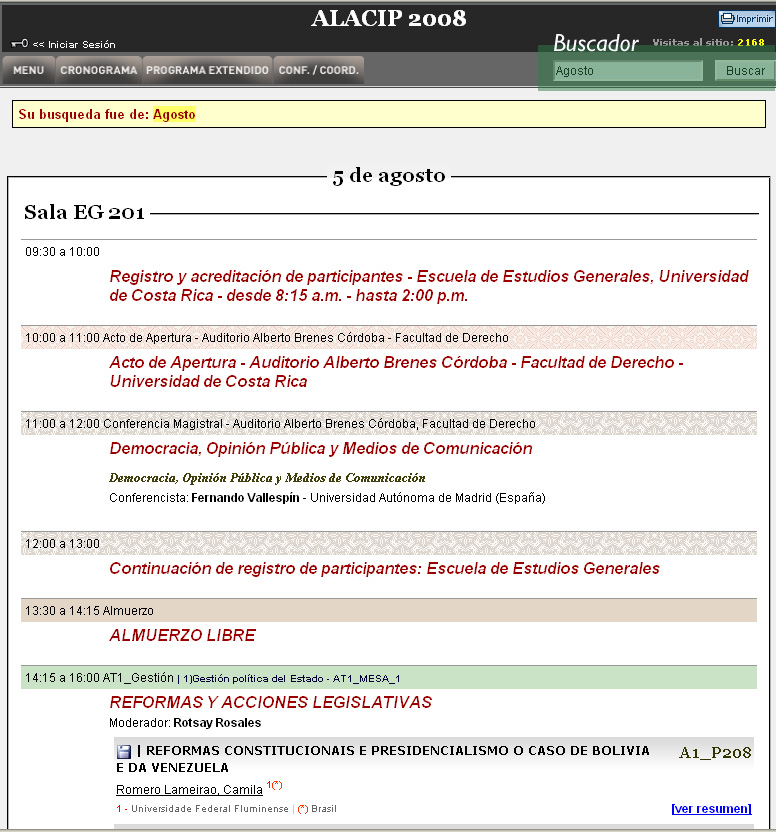 ALACIP 2008
Imprimir
<< Iniciar Sesión
Buscador
Visitas al sitio: 2168
MENU CRONOGRAMA PROGRAMA EXTENDIDO CONF. / COORD.
Agosto
Buscar
Su busqueda fue de: Agosto
5 de agosto
Sala EG 201
09:30 a 10:00
Registro y acreditación de participantes - Escuela de Estudios Generales, Universidad
de Costa Rica - desde 8:15 a.m. - hasta 2:00 p.m.
10:00 a 11:00 Acto de Apertura - Auditorio Alberto Brenes Córdoba - Facultad de Derecho
Acto de Apertura - Auditorio Alberto Brenes Córdoba - Facultad de Derecho -
Universidad de Costa Rica
11:00 a 12:00 Conferencia Magistral - Auditorio Alberto Brenes Córdoba, Facultad de Derecho
Democracia, Opinión Pública y Medios de Comunicación
Democracia, Opinión Pública y Medios de Comunicación
Conferencista: Fernando Vallespín - Universidad Autónoma de Madrid (España)
12:00 a 13:00
Continuación de registro de participantes: Escuela de Estudios Generales
13:30 a 14:15 Almuerzo
ALMUERZO LIBRE
14:15 a 16:00 AT1_Gestión | 1)Gestión política del Estado - AT1_MESA_1
REFORMAS Y ACCIONES LEGISLATIVAS
Moderador: Rotsay Rosales
| REFORMAS CONSTITUCIONAIS E PRESIDENCIALISMO O CASO DE BOLIVIA
E DA VENEZUELA
A1_P208
Romero Lameirao, Camila 1(*)
1 - Universidade Federal Fluminense | (*) Brasil
[ver resumen]